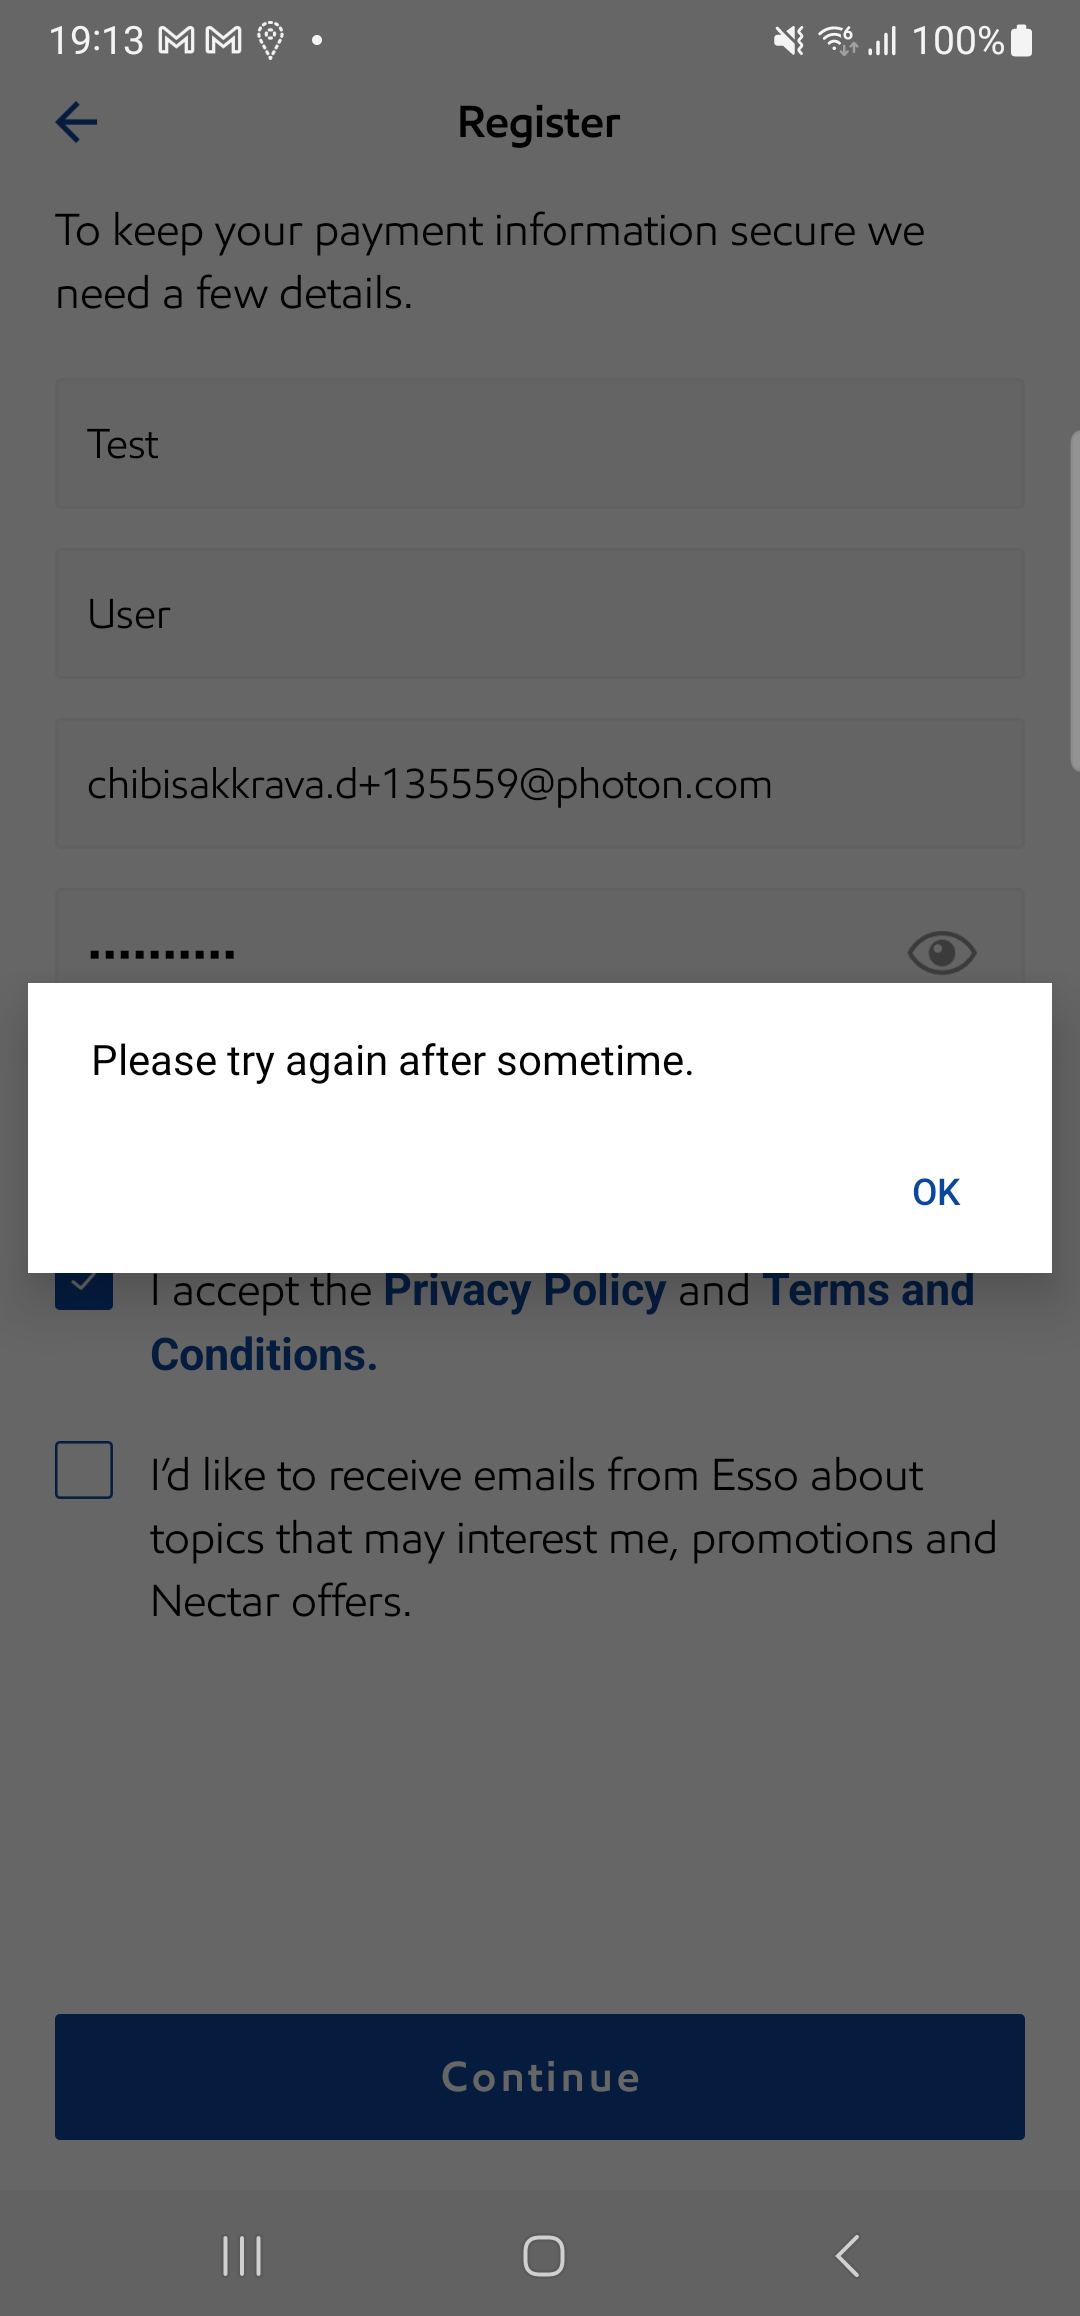 19:13 100%
Register
To keep your payment information secure we
need a few details.
Test
User
chibisakkrava.d+135559@photon.com
••••••••••
Please try again after sometime.
OK
I accept the Privacy Policy and Terms and
Conditions.
I’d like to receive emails from Esso about
topics that may interest me, promotions and
Nectar offers.
Continue